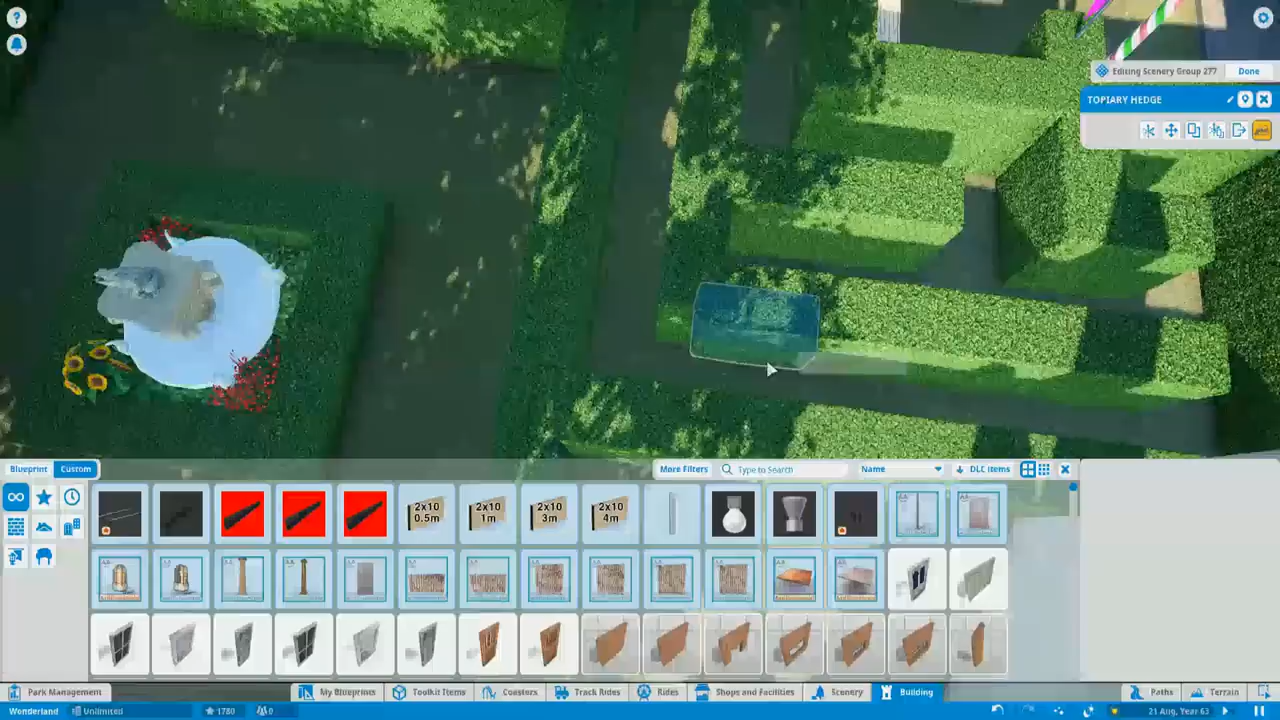 Editing Scenery Group 277
Done
TOPIARY HEDGE
Blueprint
Custom
More Filters
Type to Search
Name
DLC Items
2x10
0.5m
2x10
1m
2x10
3m
2x10
4m
Park Management
My Blueprints
Toolkit Items
Coasters
Track Rides
Rides
Shops and Facilities
Scenery
Building
Paths
Terrain
Wonderland
Unlimited
1780
0
21 Aug, Year 63